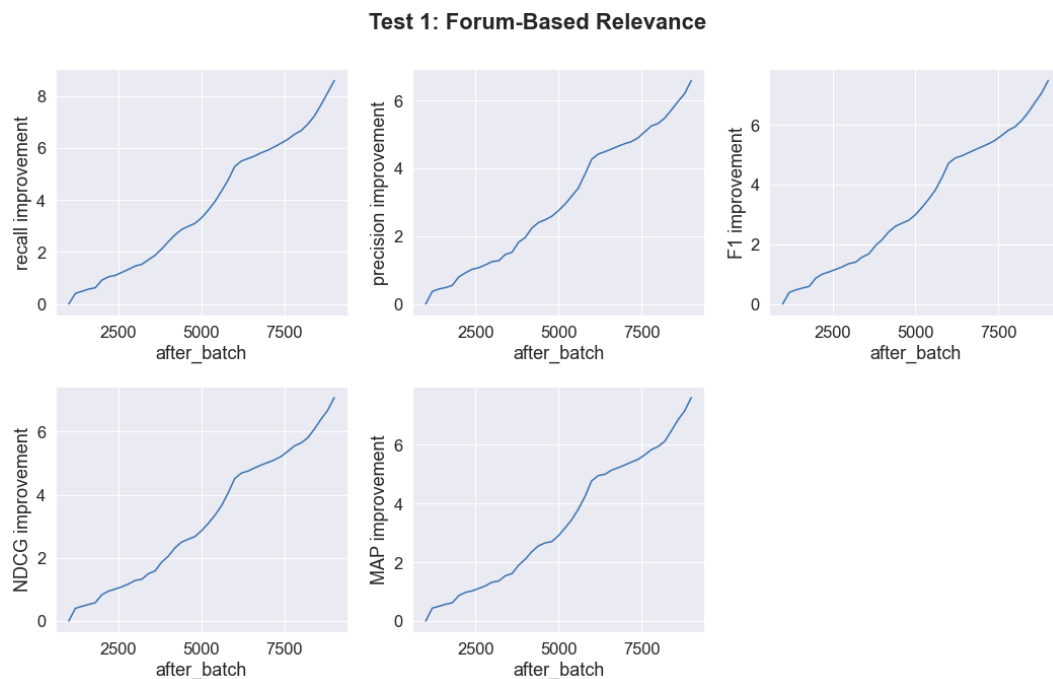 Test 1: Forum-Based Relevance
recall improvement
8
6
4
2
0
2500 5000 7500
after_batch
precision improvement
6
4
2
0
2500 5000 7500
after_batch
F1 improvement
6
4
2
0
2500 5000 7500
after_batch
NDCG improvement
6
4
2
0
2500 5000 7500
after_batch
MAP improvement
6
4
2
0
2500 5000 7500
after_batch